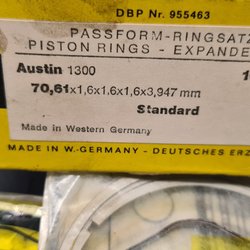 DBP Nr. 955463
PASSFORM-RINGSATZ
PISTON RINGS - EXPANDE
Austin 1300
70,61x1,6x1,6x1,6x3,947 mm
Standard
Made in Western Germany
MADE IN W.-GERMANY - DEUTSCHES ERZ